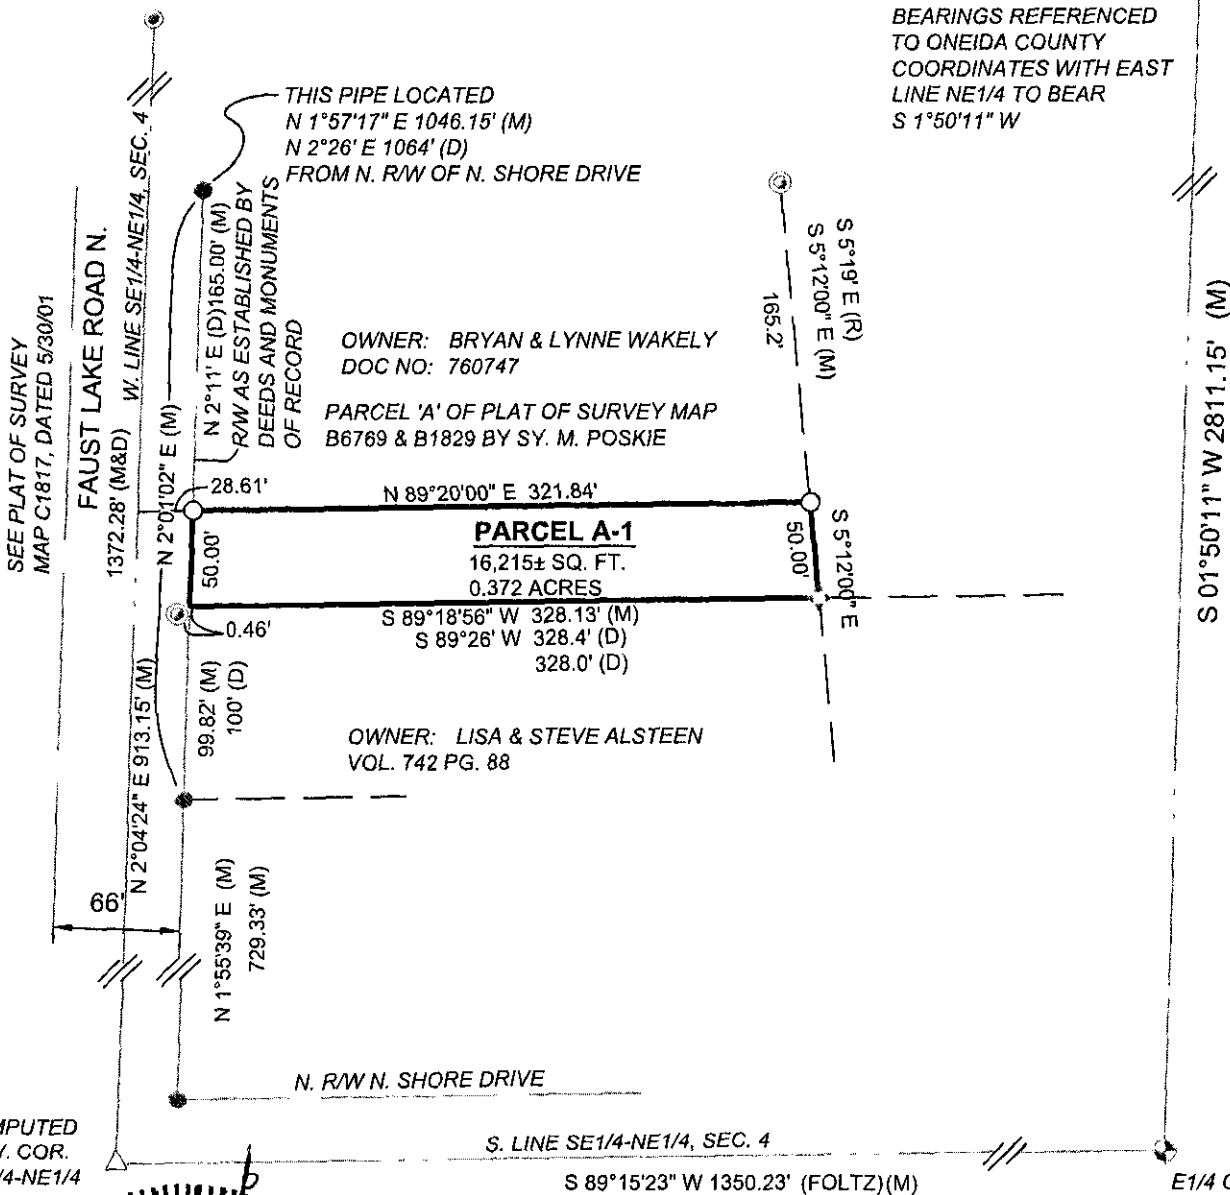 BEARINGS REFERENCED
TO ONEIDA COUNTY
COORDINATES WITH EAST
LINE NE1/4 TO BEAR
S 1°50'11" W
THIS PIPE LOCATED
N 1°57'17" E 1046.15' (M)
N 2°26' E 1064' (D)
FROM N. R/W OF N. SHORE DRIVE
SEE PLAT OF SURVEY
MAP C1817, DATED 5/30/01
FAUST LAKE ROAD N.
1372.28' (M&D)
W. LINE SE1/4-NE1/4, SEC. 4
N 2°01'02" E (M)
N 2°11' E (D)165.00' (M)
R/W AS ESTABLISHED BY
DEEDS AND MONUMENTS
OF RECORD
OWNER: BRYAN & LYNNE WAKELY
DOC NO: 760747
PARCEL 'A' OF PLAT OF SURVEY MAP
B6769 & B1829 BY SY. M. POSKIE
165.2'
S 5°12'00" E (M)
S 5°19' E (R)
S 01°50'11" W 2811.15' (M)
28.61'
N 89°20'00" E 321.84'
50.00'
PARCEL A-1
16,215± SQ. FT.
0.372 ACRES
50.00'
S 5°12'00" E
S 89°18'56" W 328.13' (M)
S 89°26' W 328.4' (D)
328.0' (D)
0.46'
99.82' (M)
100' (D)
N 2°04'24" E 913.15' (M)
OWNER: LISA & STEVE ALSTEEN
VOL. 742 PG. 88
66'
N 1°55'39" E (M)
729.33' (M)
N. R/W N. SHORE DRIVE
MPUTED
COR.
/4-NE1/4
S. LINE SE1/4-NE1/4, SEC. 4
S 89°15'23" W 1350.23' (FOLTZ)(M)
E1/4